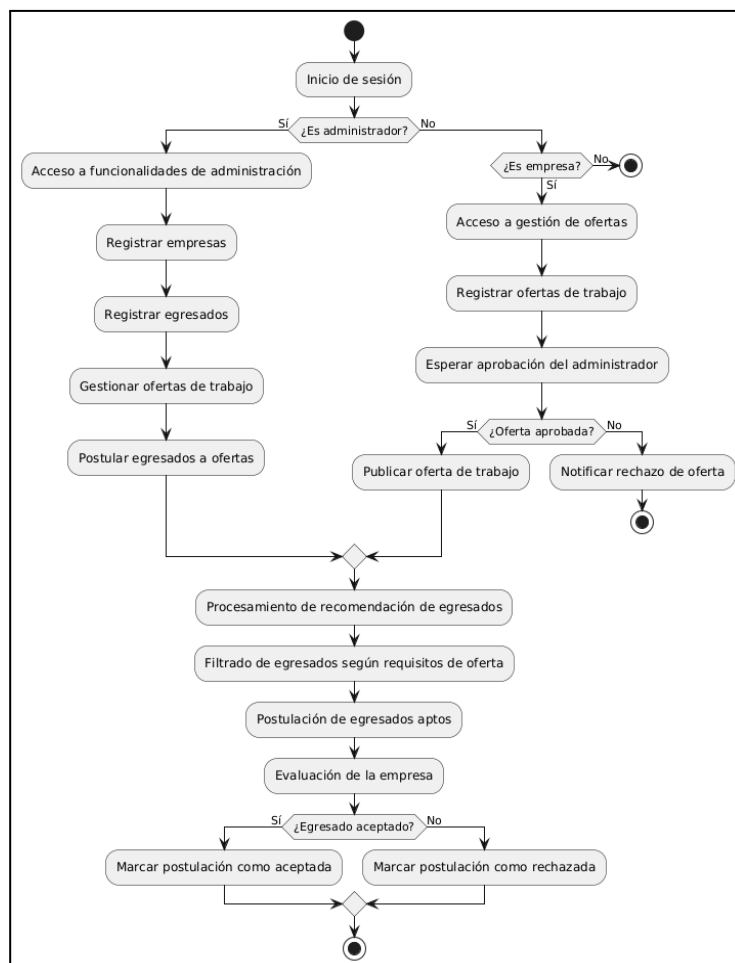 Inicio de sesión
Sí
¿Es administrador?
No
Acceso a funcionalidades de administración
¿Es empresa?
No
Sí
Registrar empresas
Acceso a gestión de ofertas
Registrar egresados
Registrar ofertas de trabajo
Gestionar ofertas de trabajo
Esperar aprobación del administrador
Postular egresados a ofertas
Sí
¿Oferta aprobada?
No
Publicar oferta de trabajo
Notificar rechazo de oferta
Procesamiento de recomendación de egresados
Filtrado de egresados según requisitos de oferta
Postulación de egresados aptos
Evaluación de la empresa
Sí
¿Egresado aceptado?
No
Marcar postulación como aceptada
Marcar postulación como rechazada